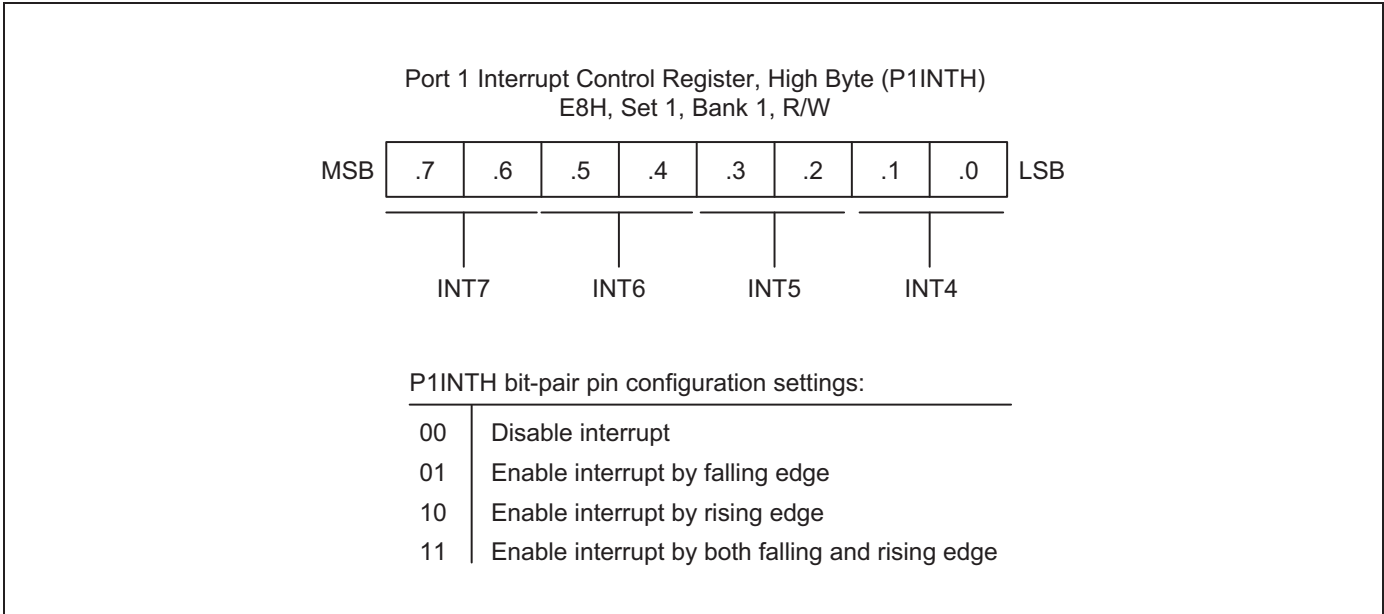 Port 1 Interrupt Control Register, High Byte (P1INTH)
E8H, Set 1, Bank 1, R/W
MSB .7 .6 .5 .4 .3 .2 .1 .0 LSB
INT7 INT6 INT5 INT4
P1INTH bit-pair pin configuration settings:
00 Disable interrupt
01 Enable interrupt by falling edge
10 Enable interrupt by rising edge
11 Enable interrupt by both falling and rising edge